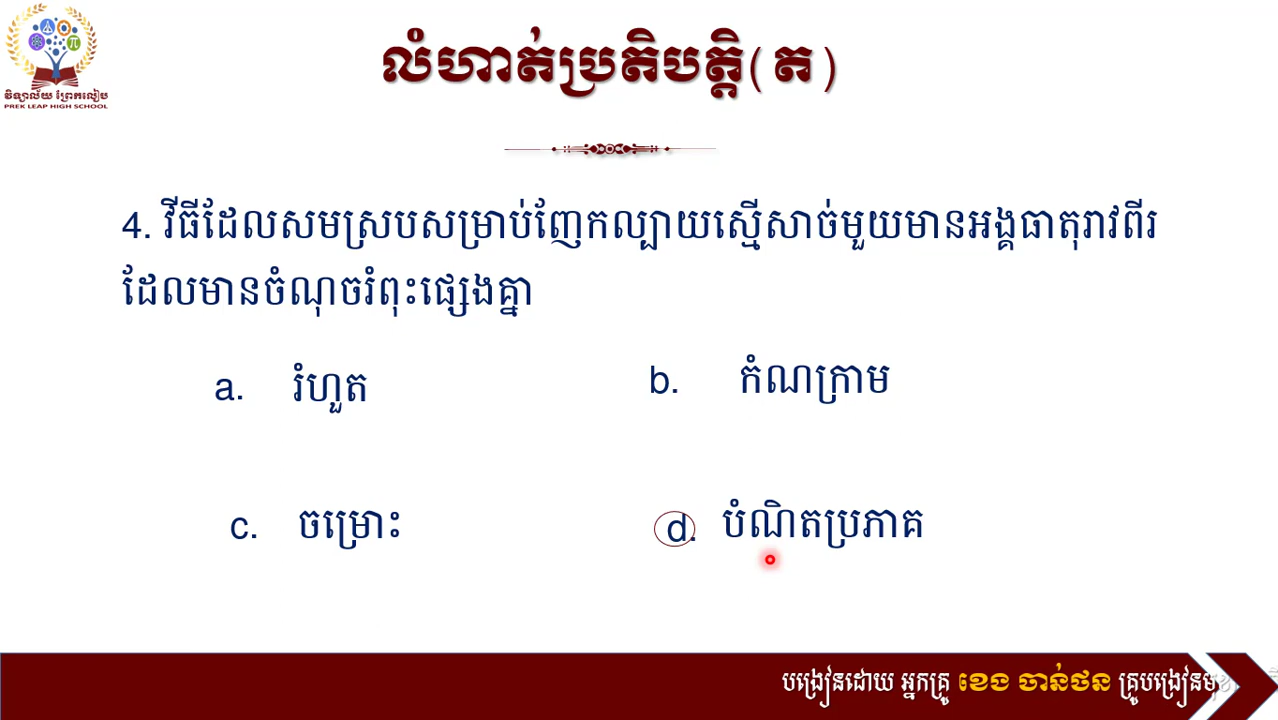 វិទ្យាល័យ ព្រែកលៀប
PREK LEAP HIGH SCHOOL
លំហាត់ប្រតិបត្តិ(ត)
4. វីធីដែលសមស្របសម្រាប់ញែកល្បាយស្មើសាច់មួយមានអង្គធាតុរាវពីរ
ដែលមានចំណុចរំពុះផ្សេងគ្នា
a. រំហួត
b. កំណក្រាម
c. ចម្រោះ
d. បំណិតប្រភាគ
បង្រៀនដោយ អ្នកគ្រូ ខេង ចាន់ថន គ្រូបង្រៀនមុខ